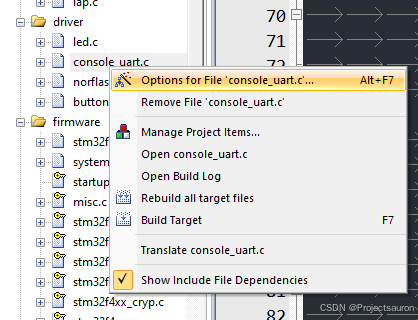 iap.c
driver
led.c
console_uart.c
norflas
button
firmware
stm32f
system
startup
misc.c
stm32f
stm32f
stm32f
stm32f
stm32f4xx_cryp.c
70
71
72
Options for File 'console_uart.c'... Alt+F7
Remove File 'console_uart.c'
Manage Project Items...
Open console_uart.c
Open Build Log
Rebuild all target files
Build Target F7
Translate console_uart.c
Show Include File Dependencies
81
82
CSDN @Projectsauron